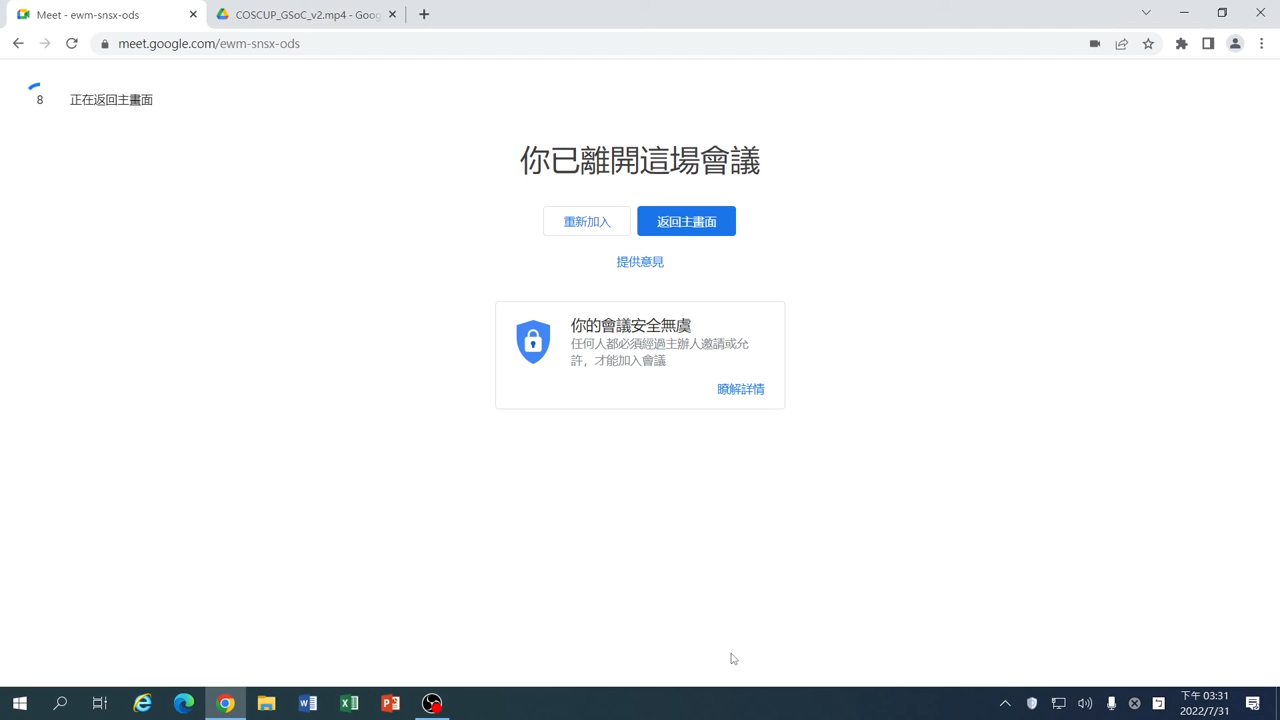 Meet - ewm-snsx-ods
COSCUP_GSoC_v2.mp4 - Goog
meet.google.com/ewm-snsx-ods
8 正在返回主畫面
你已離開這場會議
重新加入 返回主畫面
提供意見
你的會議安全無虞
任何人都必須經過主辦人邀請或允
許，才能加入會議
瞭解詳情
下午 03:31
2022/7/31